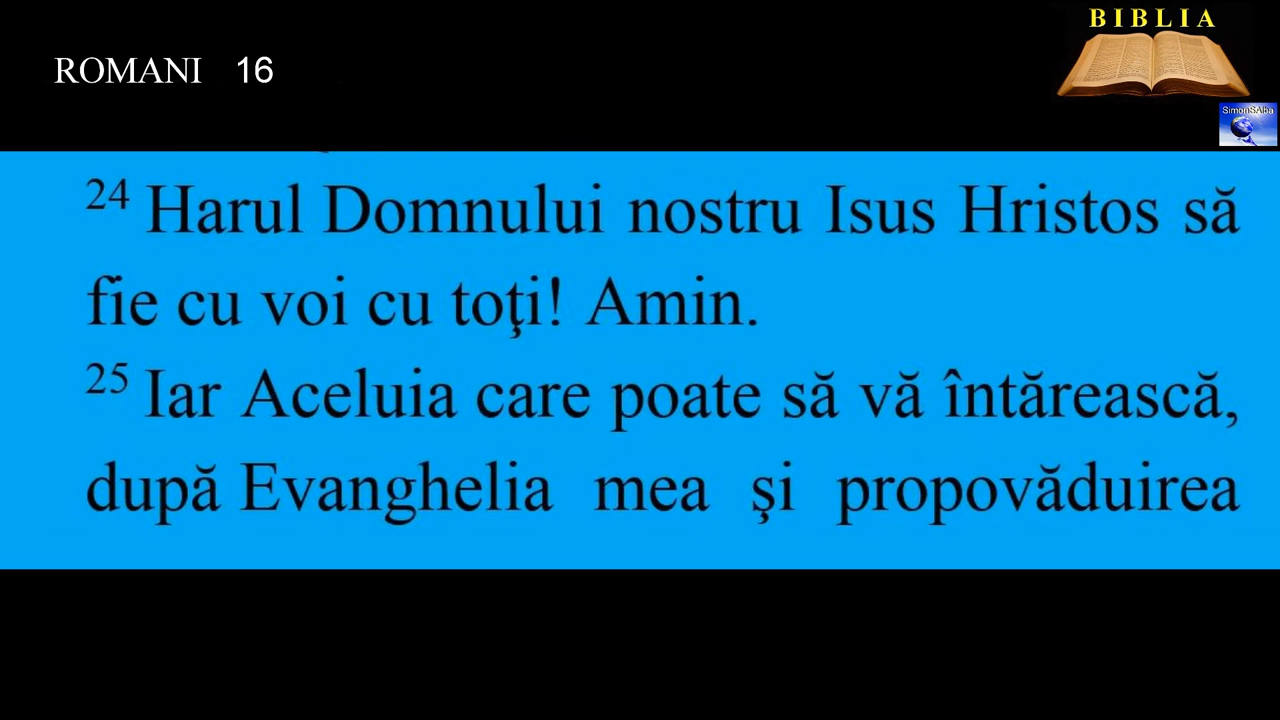 BIBLIA
ROMANI 16
SimonSAlba
24 Harul Domnului nostru Isus Hristos să
fie cu voi cu toţi! Amin.
25 Iar Aceluia care poate să vă întărească,
după Evanghelia mea şi propovăduirea